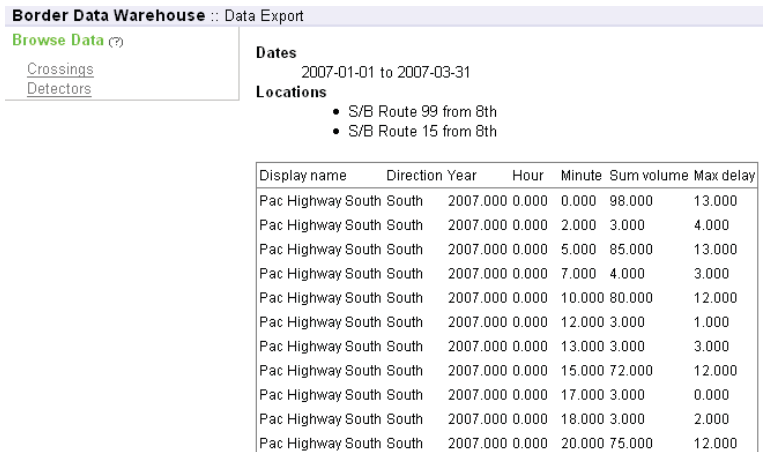 Border Data Warehouse :: Data Export
Browse Data (?)
Crossings
Detectors
Dates
2007-01-01 to 2007-03-31
Locations
• S/B Route 99 from 8th
• S/B Route 15 from 8th
Display name Direction Year Hour Minute Sum volume Max delay
Pac Highway South South 2007.000 0.000 0.000 98.000 13.000
Pac Highway South South 2007.000 0.000 2.000 3.000 4.000
Pac Highway South South 2007.000 0.000 5.000 85.000 13.000
Pac Highway South South 2007.000 0.000 7.000 4.000 3.000
Pac Highway South South 2007.000 0.000 10.000 80.000 12.000
Pac Highway South South 2007.000 0.000 12.000 3.000 1.000
Pac Highway South South 2007.000 0.000 13.000 3.000 3.000
Pac Highway South South 2007.000 0.000 15.000 72.000 12.000
Pac Highway South South 2007.000 0.000 17.000 3.000 0.000
Pac Highway South South 2007.000 0.000 18.000 3.000 2.000
Pac Highway South South 2007.000 0.000 20.000 75.000 12.000